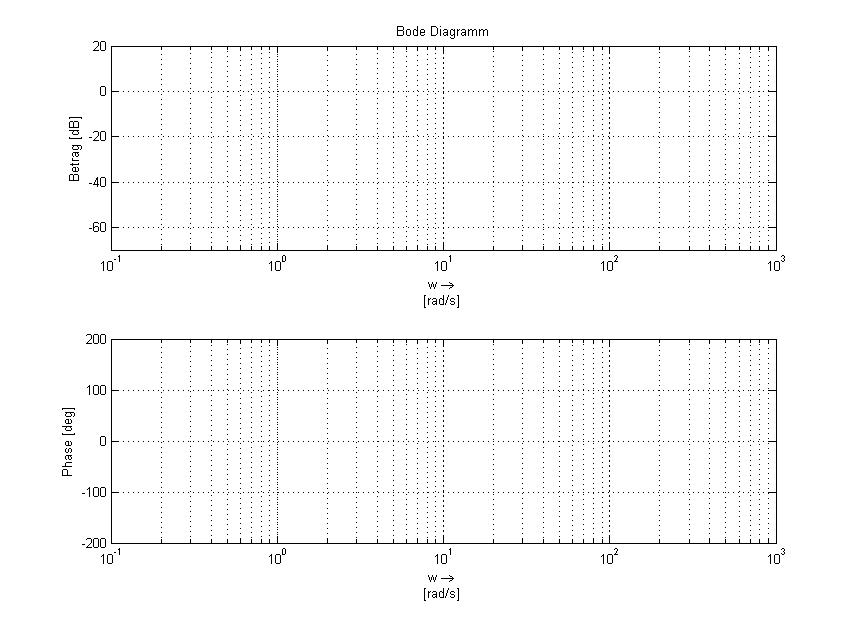 Bode Diagramm
20
0
-20
-40
-60
Betrag [dB]
10^-1 10^0 10^1 10^2 10^3
w →
[rad/s]
200
100
0
-100
-200
Phase [deg]
10^-1 10^0 10^1 10^2 10^3
w →
[rad/s]